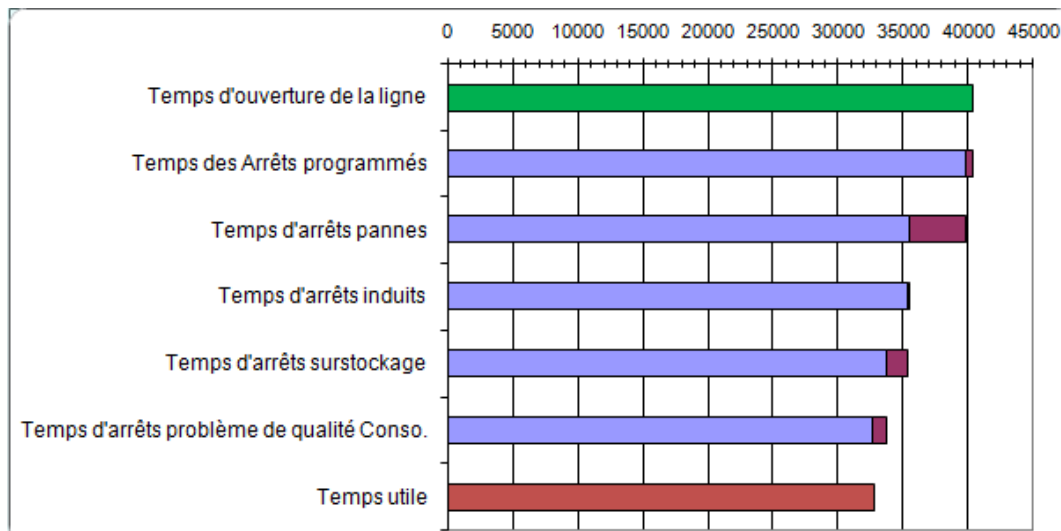 0 5000 10000 15000 20000 25000 30000 35000 40000 45000
Temps d'ouverture de la ligne
Temps des Arrêts programmés
Temps d'arrêts pannes
Temps d'arrêts induits
Temps d'arrêts surstockage
Temps d'arrêts problème de qualité Conso.
Temps utile